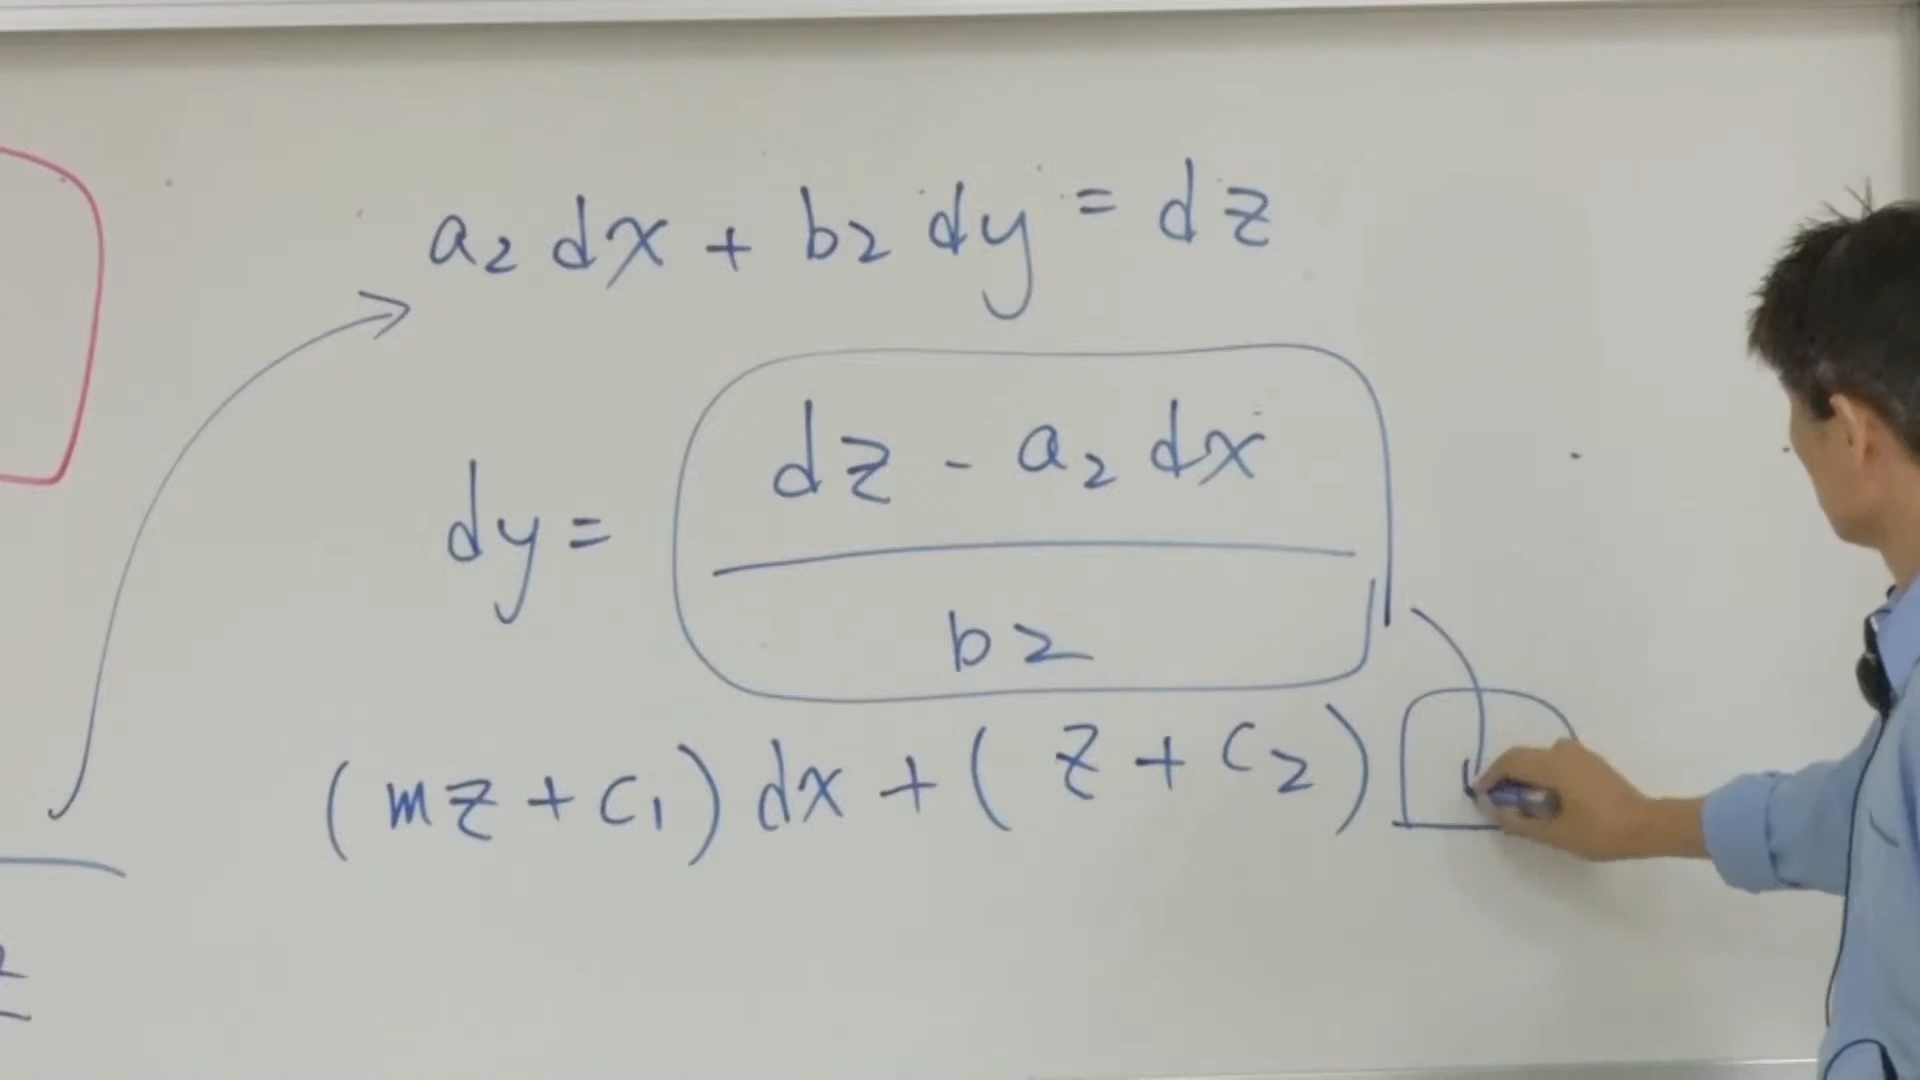 a₂ dx + b₂ dy = dz
dy = (dz - a₂ dx) / b₂
(mz + c₁) dx + (z + c₂)